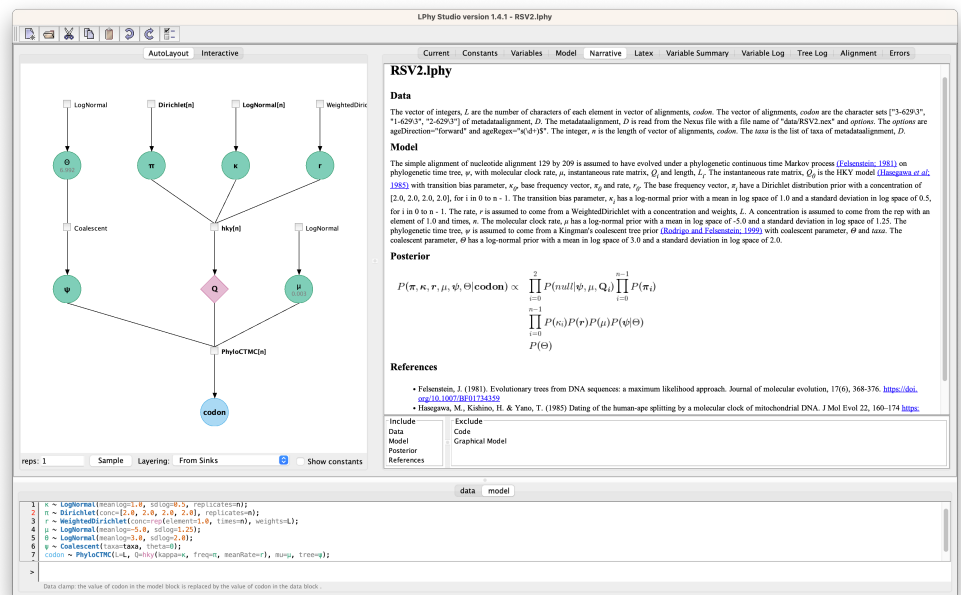 LPhy Studio version 1.4.1 - RSV2.lphy
AutoLayout Interactive
LogNormal Dirichlet[n] LogNormal[n] WeightedDiric
Θ π κ r
Coalescent hky[n] LogNormal
ψ Q μ
0.003
PhyloCTMC[n]
codon
reps: 1 Sample Layering: From Sinks Show constants
Current Constants Variables Model Narrative Latex Variable Summary Variable Log Tree Log Alignment Errors
RSV2.lphy
Data
The vector of integers, L are the number of characters of each element in vector of alignments, codon. The vector of alignments, codon are the character sets ["3-629\3",
"1-629\3", "2-629\3"] of metadataalignment, D. The metadataalignment, D is read from the Nexus file with a file name of "data/RSV2.nex" and options. The options are
ageDirection="forward" and ageRegex="s(\d+)$". The integer, n is the length of vector of alignments, codon. The taxa is the list of taxa of metadataalignment, D.
Model
The simple alignment of nucleotide alignment 129 by 209 is assumed to have evolved under a phylogenetic continuous time Markov process (Felsenstein; 1981) on
phylogenetic time tree, ψ, with molecular clock rate, μ, instantaneous rate matrix, Qi and length, Li. The instantaneous rate matrix, Q0 is the HKY model (Hasegawa et al;
1985) with transition bias parameter, κ0, base frequency vector, π0 and rate, r0. The base frequency vector, πi have a Dirichlet distribution prior with a concentration of
[2.0, 2.0, 2.0, 2.0], for i in 0 to n - 1. The transition bias parameter, κi has a log-normal prior with a mean in log space of 1.0 and a standard deviation in log space of 0.5,
for i in 0 to n - 1. The rate, r is assumed to come from a WeightedDirichlet with a concentration and weights, L. A concentration is assumed to come from the rep with an
element of 1.0 and times, n. The molecular clock rate, μ has a log-normal prior with a mean in log space of -5.0 and a standard deviation in log space of 1.25. The
phylogenetic time tree, ψ is assumed to come from a Kingman's coalescent tree prior (Rodrigo and Felsenstein; 1999) with coalescent parameter, Θ and taxa. The
coalescent parameter, Θ has a log-normal prior with a mean in log space of 3.0 and a standard deviation in log space of 2.0.
Posterior
P(π, κ, r, μ, ψ, Θ|codon) ∝ ∏_{i=0}^{2} P(null|ψ, μ, Qi) ∏_{i=0}^{n-1} P(πi)
∏_{i=0}^{n-1} P(κi)P(r)P(μ)P(ψ|Θ)
P(Θ)
References
• Felsenstein, J. (1981). Evolutionary trees from DNA sequences: a maximum likelihood approach. Journal of molecular evolution, 17(6), 368-376. https://doi.
org/10.1007/BF01734359
• Hasegawa, M., Kishino, H. & Yano, T. (1985) Dating of the human-ape splitting by a molecular clock of mitochondrial DNA. J Mol Evol 22, 160–174 https:
Include Exclude
Data Code
Model Graphical Model
Posterior
References
data model
1 κ ~ LogNormal(meanlog=1.0, sdlog=0.5, replicates=n);
2 π ~ Dirichlet(conc=[2.0, 2.0, 2.0, 2.0], replicates=n);
3 r ~ WeightedDirichlet(conc=rep(element=1.0, times=n), weights=L);
4 μ ~ LogNormal(meanlog=-5.0, sdlog=1.25);
5 Θ ~ LogNormal(meanlog=3.0, sdlog=2.0);
6 ψ ~ Coalescent(taxa=taxa, theta=Θ);
7 codon ~ PhyloCTMC(L=L, Q=hky(kappa=κ, freq=π, meanRate=r), mu=μ, tree=ψ);
>
Data clamp: the value of codon in the model block is replaced by the value of codon in the data block .